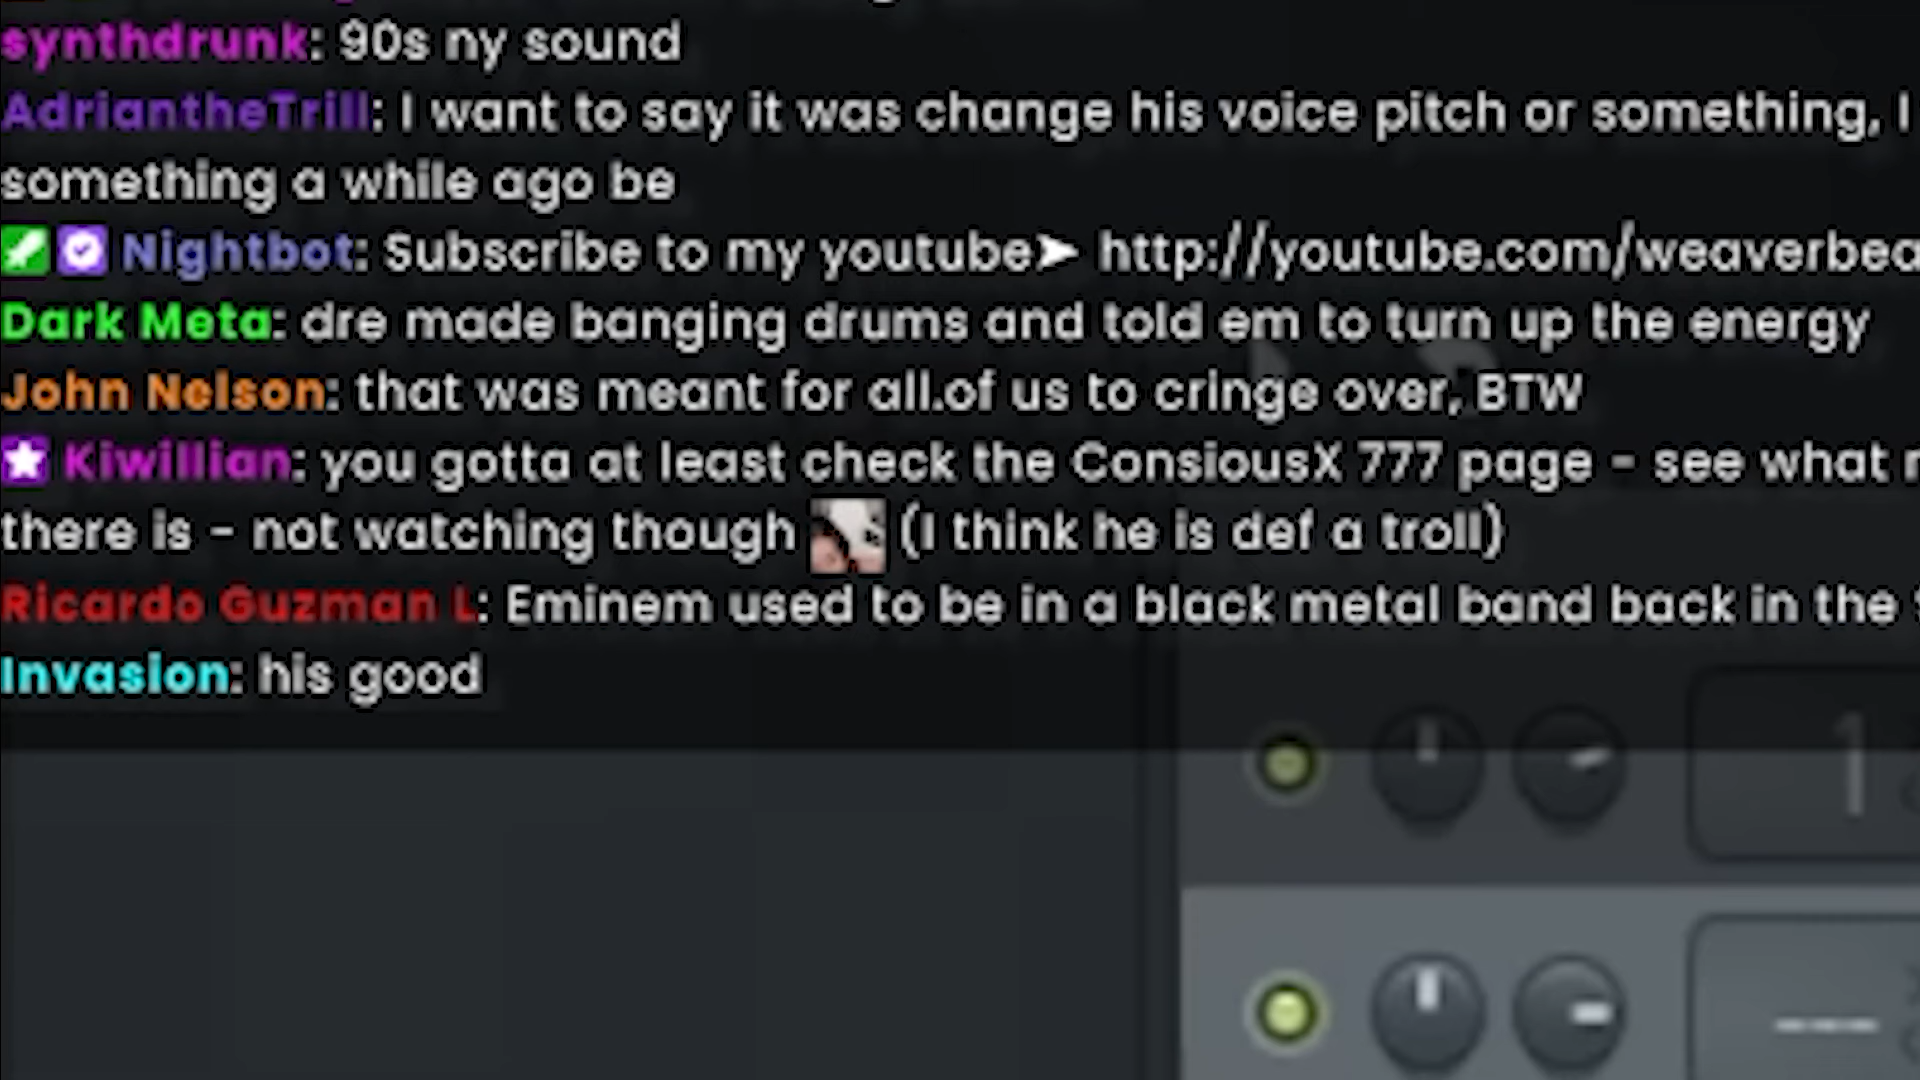 synthdrunk: 90s ny sound
AdriantheTrill: I want to say it was change his voice pitch or something, I
something a while ago be
Nightbot: Subscribe to my youtube➤ http://youtube.com/weaverbea
Dark Meta: dre made banging drums and told em to turn up the energy
John Nelson: that was meant for all.of us to cringe over, BTW
Kiwillian: you gotta at least check the ConsiousX 777 page - see what
there is - not watching though (I think he is def a troll)
Ricardo Guzman L: Eminem used to be in a black metal band back in the
Invasion: his good
1
---